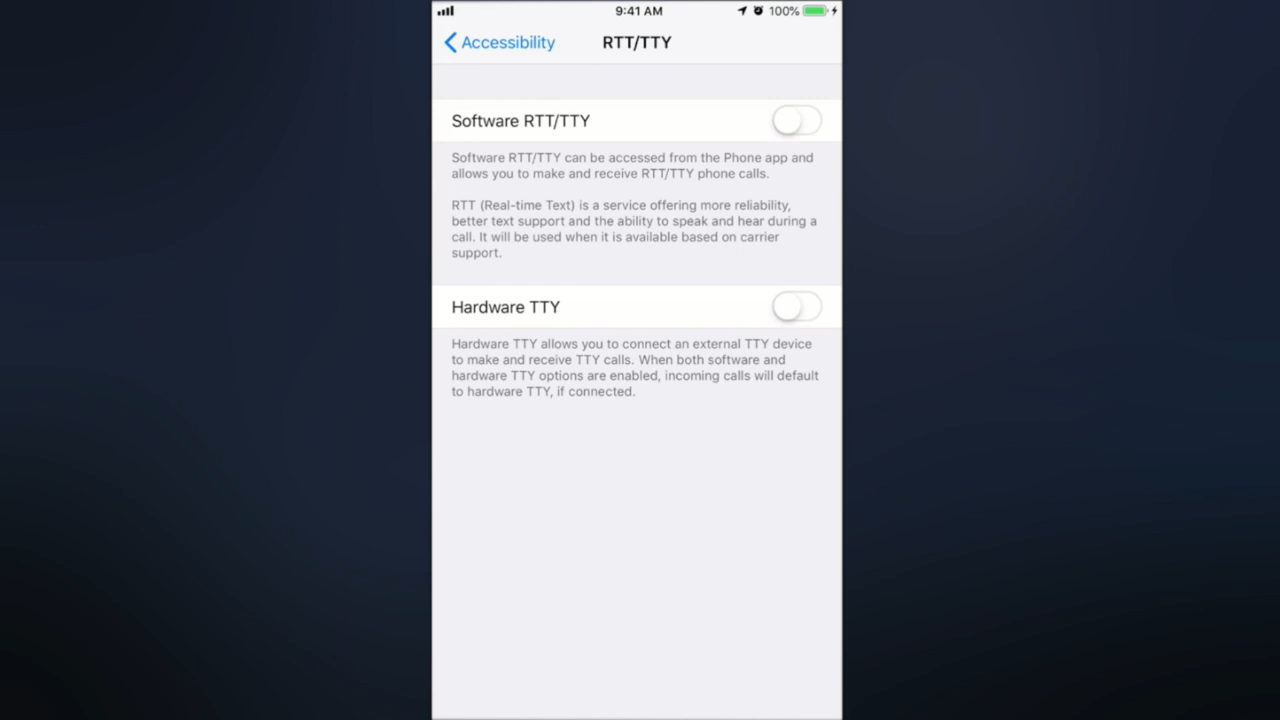 9:41 AM
100%
Accessibility
RTT/TTY
Software RTT/TTY
Software RTT/TTY can be accessed from the Phone app and
allows you to make and receive RTT/TTY phone calls.
RTT (Real-time Text) is a service offering more reliability,
better text support and the ability to speak and hear during a
call. It will be used when it is available based on carrier
support.
Hardware TTY
Hardware TTY allows you to connect an external TTY device
to make and receive TTY calls. When both software and
hardware TTY options are enabled, incoming calls will default
to hardware TTY, if connected.